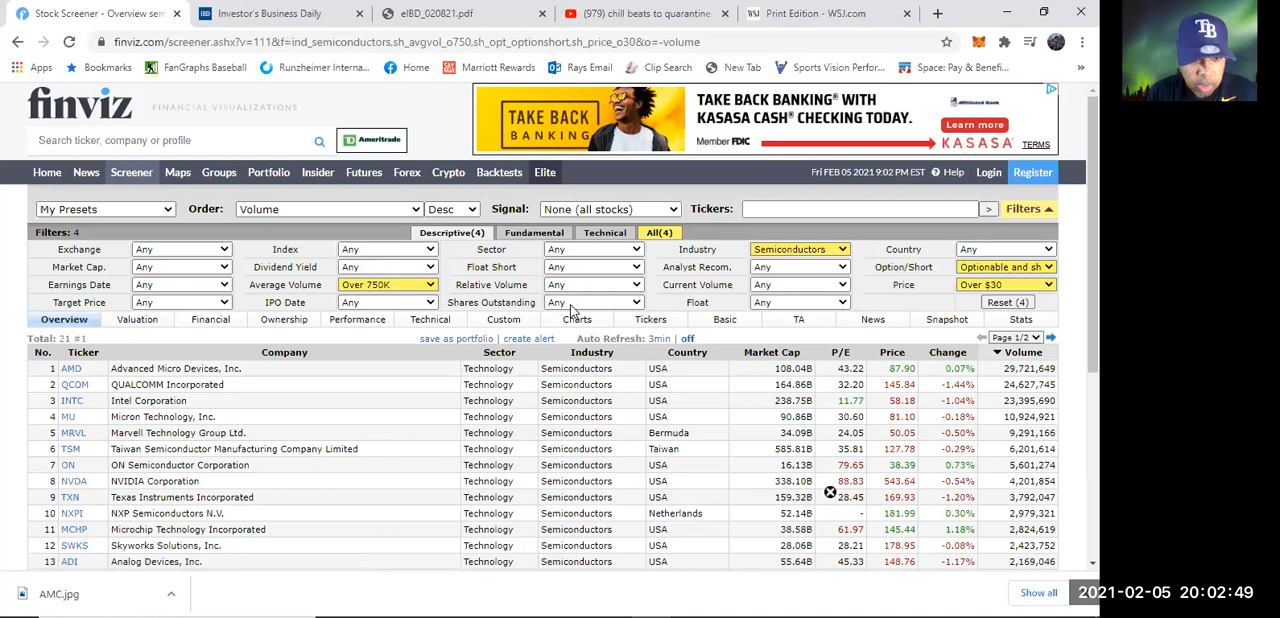 Stock Screener - Overview sem
Investor's Business Daily
eIBD_020821.pdf
(979) chill beats to quarantine
WSJ Print Edition - WSJ.com
finviz.com/screener.ashx?v=111&f=ind_semiconductors,sh_avgvol_o750,sh_opt_optionshort,sh_price_o30&o=-volume
Apps Bookmarks FanGraphs Baseball Runzheimer Interna... Home Marriott Rewards Rays Email Clip Search New Tab Sports Vision Perfor... Space: Pay & Benefi... »
finviz FINANCIAL VISUALIZATIONS
Search ticker, company or profile
Ameritrade
TAKE BACK BANKING
TAKE BACK BANKING® WITH KASASA CASH® CHECKING TODAY.
Member FDIC
Affiliated Bank
Learn more
KASASA
TERMS
Home News Screener Maps Groups Portfolio Insider Futures Forex Crypto Backtests Elite Fri FEB 05 2021 9:02 PM EST Help Login Register
My Presets Order: Volume Desc Signal: None (all stocks) Tickers: > Filters
Filters: 4 Descriptive(4) Fundamental Technical All(4)
Exchange Any Index Any Sector Any Industry Semiconductors Country Any
Market Cap. Any Dividend Yield Any Float Short Any Analyst Recom. Any Option/Short Optionable and sh
Earnings Date Any Average Volume Over 750K Relative Volume Any Current Volume Any Price Over $30
Target Price Any IPO Date Any Shares Outstanding Any Float Any Reset (4)
Overview Valuation Financial Ownership Performance Technical Custom Charts Tickers Basic TA News Snapshot Stats
Total: 21 #1 save as portfolio | create alert Auto Refresh: 3min | off Page 1/2
No. Ticker Company Sector Industry Country Market Cap P/E Price Change Volume
1 AMD Advanced Micro Devices, Inc. Technology Semiconductors USA 108.04B 43.22 87.90 0.07% 29,721,649
2 QCOM QUALCOMM Incorporated Technology Semiconductors USA 164.86B 32.20 145.84 -1.44% 24,627,745
3 INTC Intel Corporation Technology Semiconductors USA 238.75B 11.77 58.18 -1.04% 23,395,690
4 MU Micron Technology, Inc. Technology Semiconductors USA 90.86B 30.60 81.10 -0.18% 10,924,921
5 MRVL Marvell Technology Group Ltd. Technology Semiconductors Bermuda 34.09B 24.05 50.05 -0.50% 9,291,166
6 TSM Taiwan Semiconductor Manufacturing Company Limited Technology Semiconductors Taiwan 585.81B 35.81 127.78 -0.29% 6,201,614
7 ON ON Semiconductor Corporation Technology Semiconductors USA 16.13B 79.65 38.39 0.73% 5,601,274
8 NVDA NVIDIA Corporation Technology Semiconductors USA 338.10B 88.83 543.64 -0.54% 4,201,854
9 TXN Texas Instruments Incorporated Technology Semiconductors USA 159.32B 28.45 169.93 -1.20% 3,792,047
10 NXPI NXP Semiconductors N.V. Technology Semiconductors Netherlands 52.14B - 181.99 0.30% 2,979,321
11 MCHP Microchip Technology Incorporated Technology Semiconductors USA 38.58B 61.97 145.44 1.18% 2,824,619
12 SWKS Skyworks Solutions, Inc. Technology Semiconductors USA 28.06B 28.21 178.95 -0.08% 2,423,752
13 ADI Analog Devices, Inc. Technology Semiconductors USA 55.64B 45.33 148.76 -1.17% 2,169,046
AMC.jpg
Show all
2021-02-05 20:02:49
TB